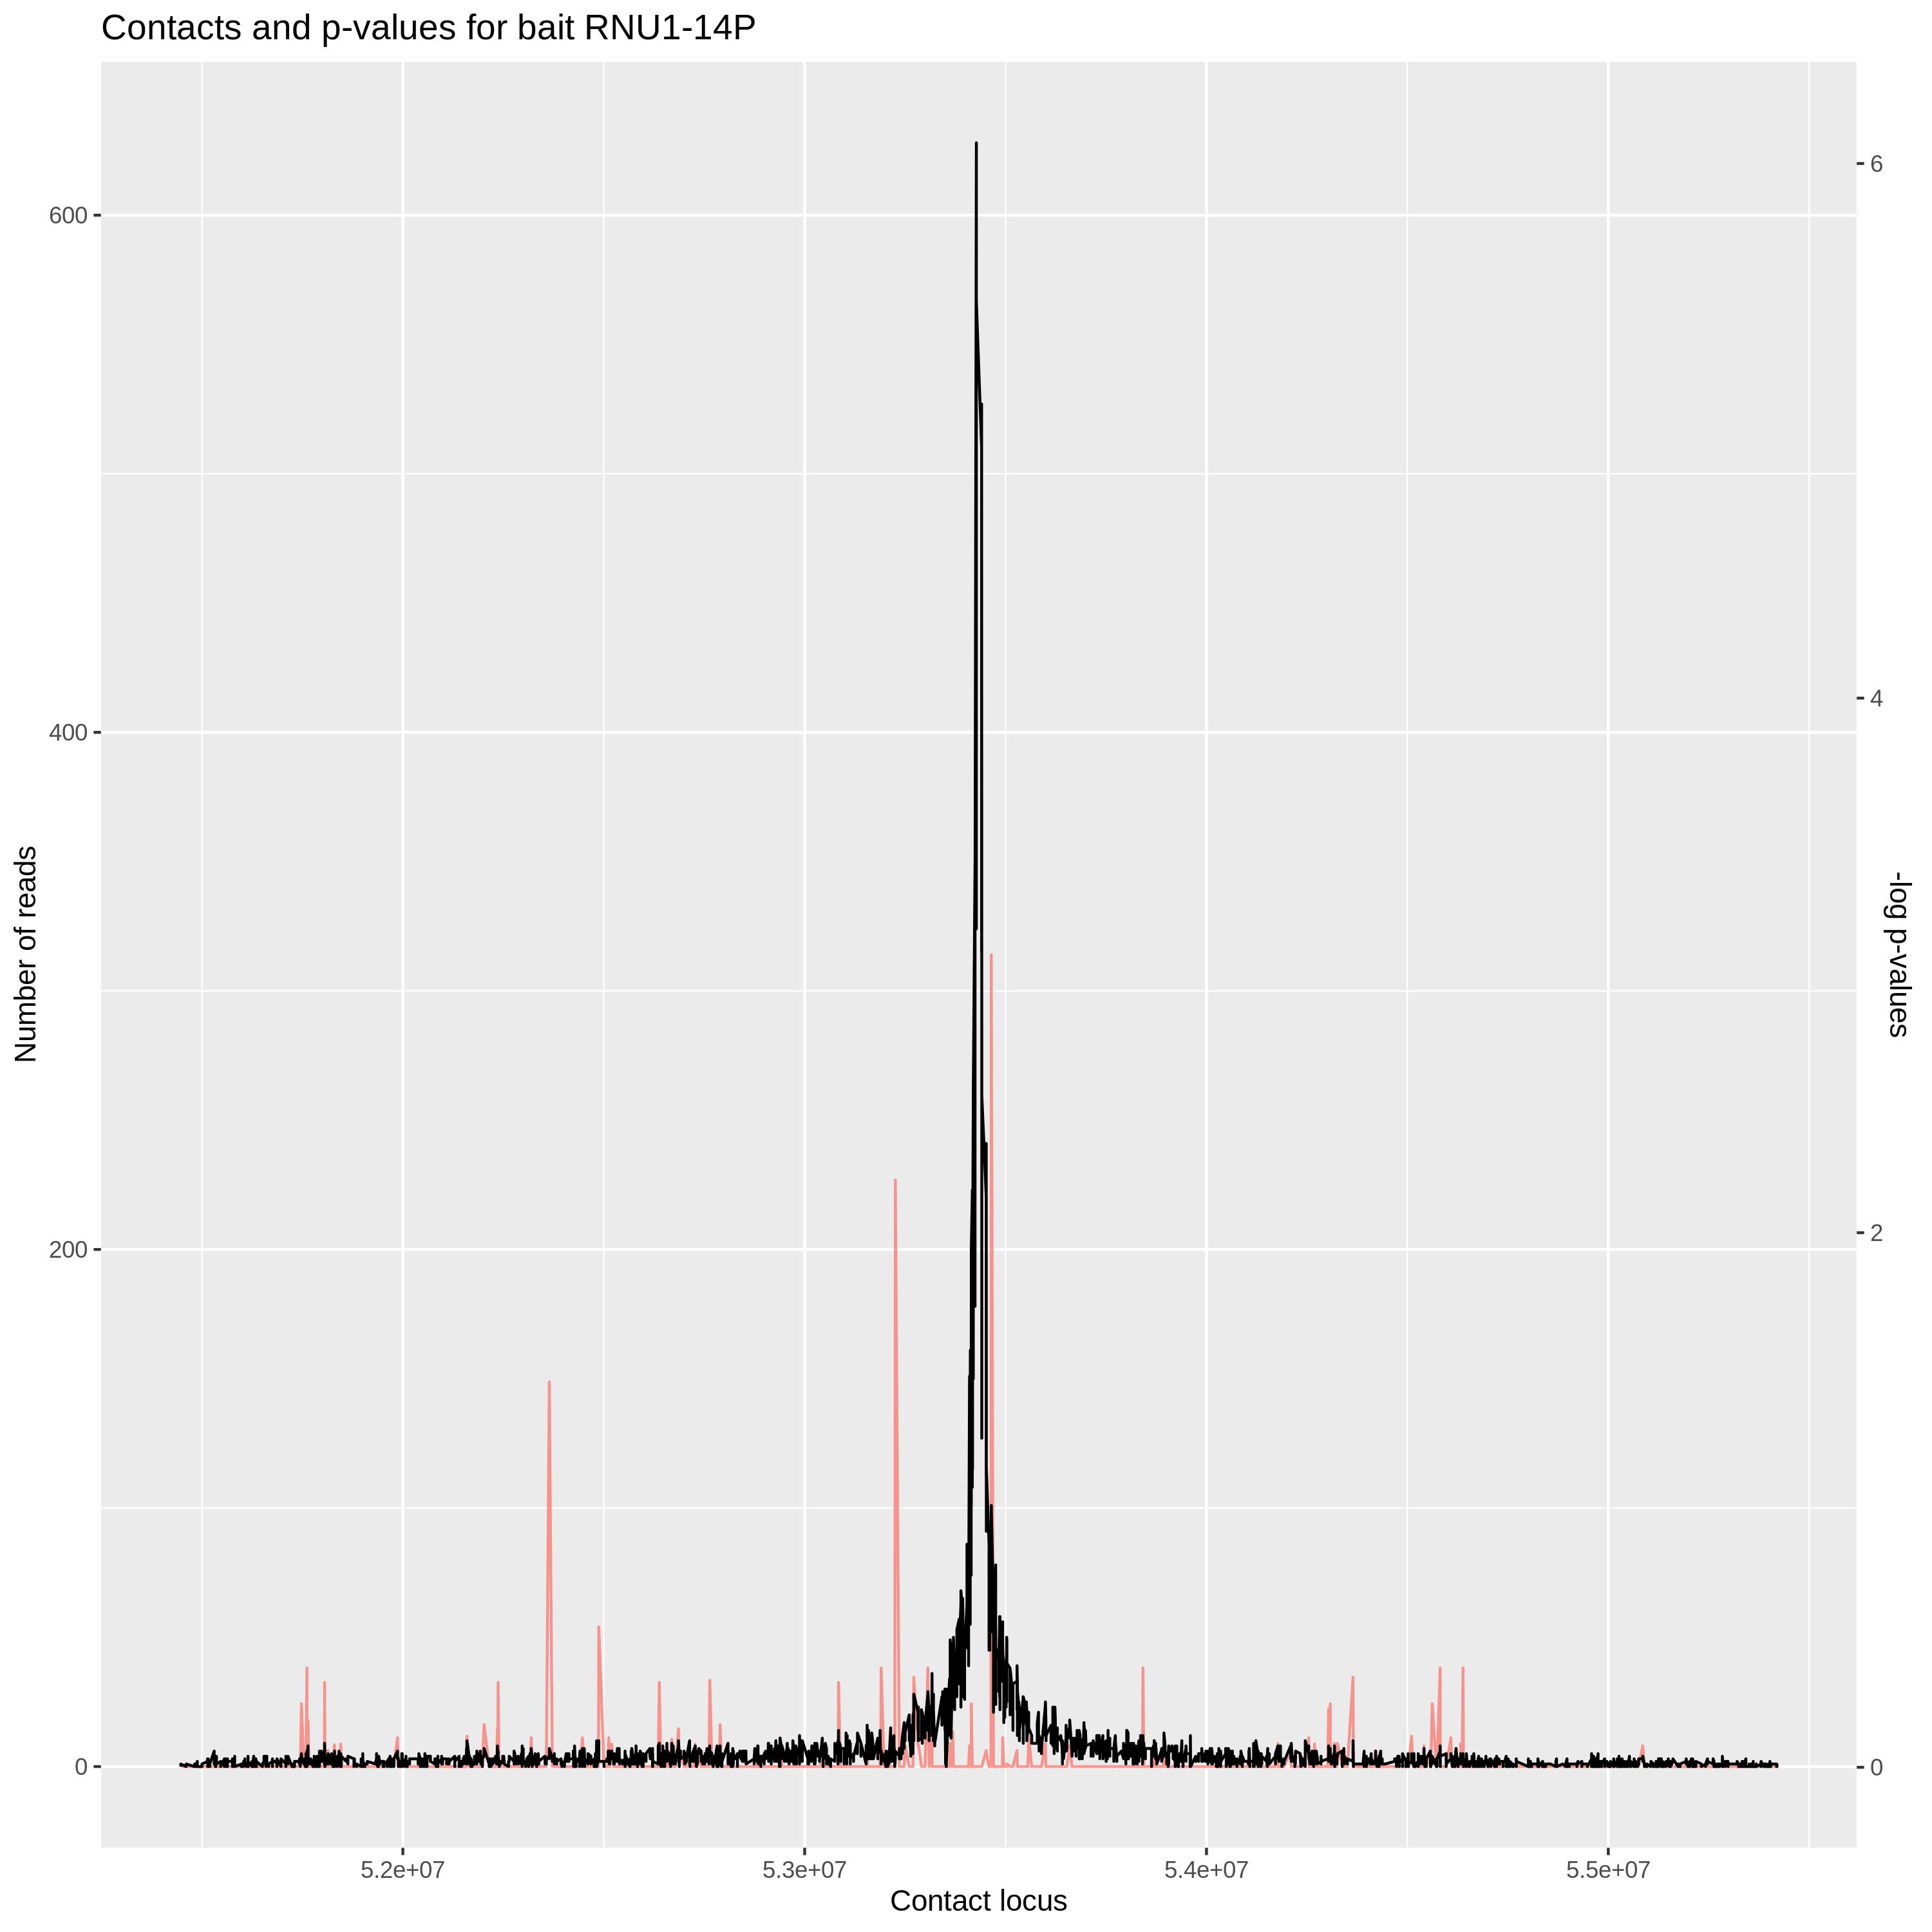 Contacts and p-values for bait RNU1-14P
600
400
200
0
6
4
2
0
Number of reads
-log p-values
5.2e+07
5.3e+07
5.4e+07
5.5e+07
Contact locus